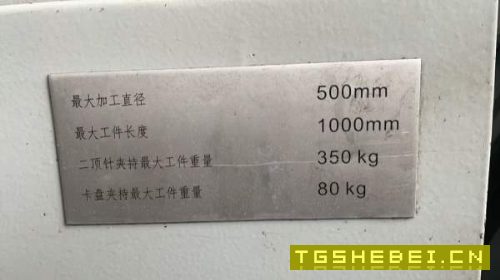 最大加工直径 500mm
最大工件长度 1000mm
二顶针夹持最大工件重量 350 kg
卡盘夹持最大工件重量 80 kg
TGSHEBEI.CN